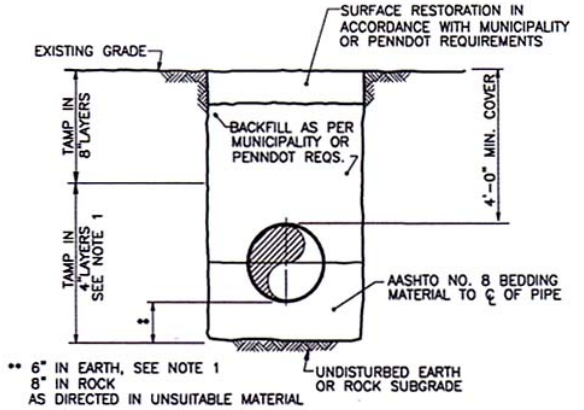 SURFACE RESTORATION IN
ACCORDANCE WITH MUNICIPALITY
OR PENNDOT REQUIREMENTS
EXISTING GRADE
TAMP IN
8"LAYERS
BACKFILL AS PER
MUNICIPALITY OR
PENNDOT REQS.
4'-0" MIN. COVER
TAMP IN
4"LAYERS
SEE NOTE 1
**
AASHTO NO. 8 BEDDING
MATERIAL TO ℄ OF PIPE
** 6" IN EARTH, SEE NOTE 1
8" IN ROCK
AS DIRECTED IN UNSUITABLE MATERIAL
UNDISTURBED EARTH
OR ROCK SUBGRADE